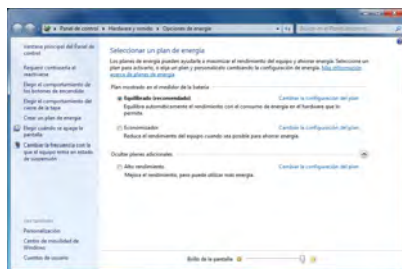 Panel de control ▸ Hardware y sonido ▸ Opciones de energía
Ventana principal del Panel de
control
Requerir contraseña al
reactivarse
Elegir el comportamiento de
los botones de encendido
Elegir el comportamiento del
cierre de la tapa
Crear un plan de energía
Elegir cuándo se apaga la
pantalla
Cambiar la frecuencia con la
que el equipo entra en estado
de suspensión
Personalización
Centro de movilidad de
Windows
Cuentas de usuario
Seleccionar un plan de energía
Los planes de energía pueden ayudarlo a maximizar el rendimiento del equipo y ahorrar energía. Seleccione un
plan para activarlo, o elija un plan y personalícelo cambiando la configuración de energía. Más información
acerca de planes de energía
Plan mostrado en el medidor de la batería
Equilibrado (recomendado) Cambiar la configuración del plan
Equilibra automáticamente el rendimiento con el consumo de energía en el hardware que lo
permita.
Economizador Cambiar la configuración del plan
Reduce el rendimiento del equipo cuando sea posible para ahorrar energía.
Ocultar planes adicionales
Alto rendimiento Cambiar la configuración del plan
Mejora el rendimiento, pero puede utilizar más energía.
Brillo de la pantalla